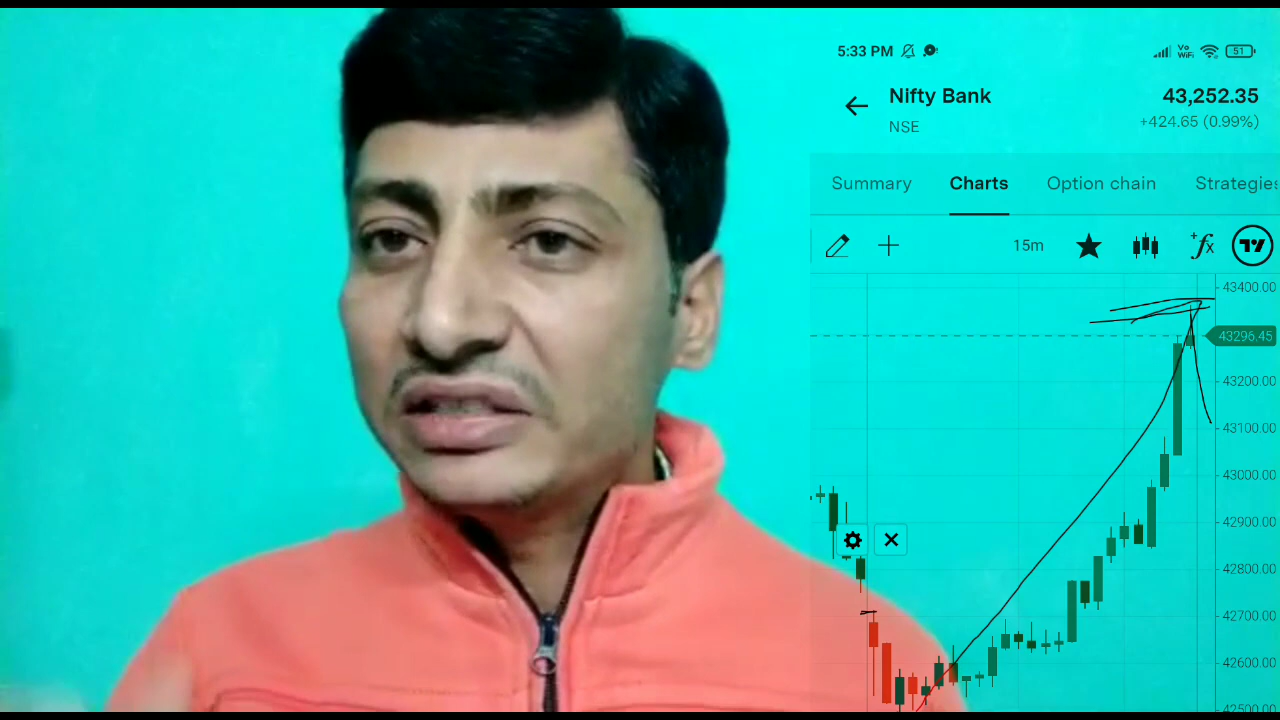 5:33 PM Vo WiFi 51
Nifty Bank 43,252.35
NSE +424.65 (0.99%)
Summary Charts Option chain Strategies
15m fx
43400.00
43296.45
43200.00
43100.00
43000.00
42900.00
42800.00
42700.00
42600.00
42500.00